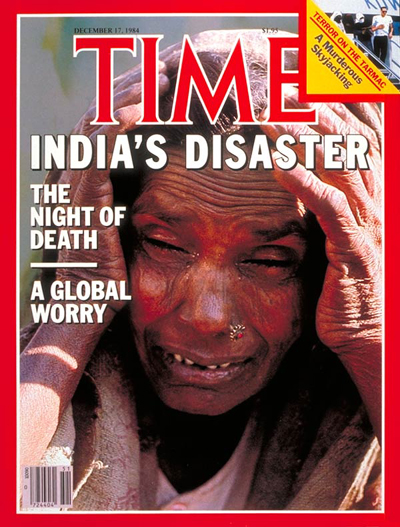 DECEMBER 17, 1984
$1.95
TERROR ON THE TARMAC
A Murderous
Skyjacking
TIME
INDIA'S DISASTER
THE
NIGHT OF
DEATH
A GLOBAL
WORRY
724404